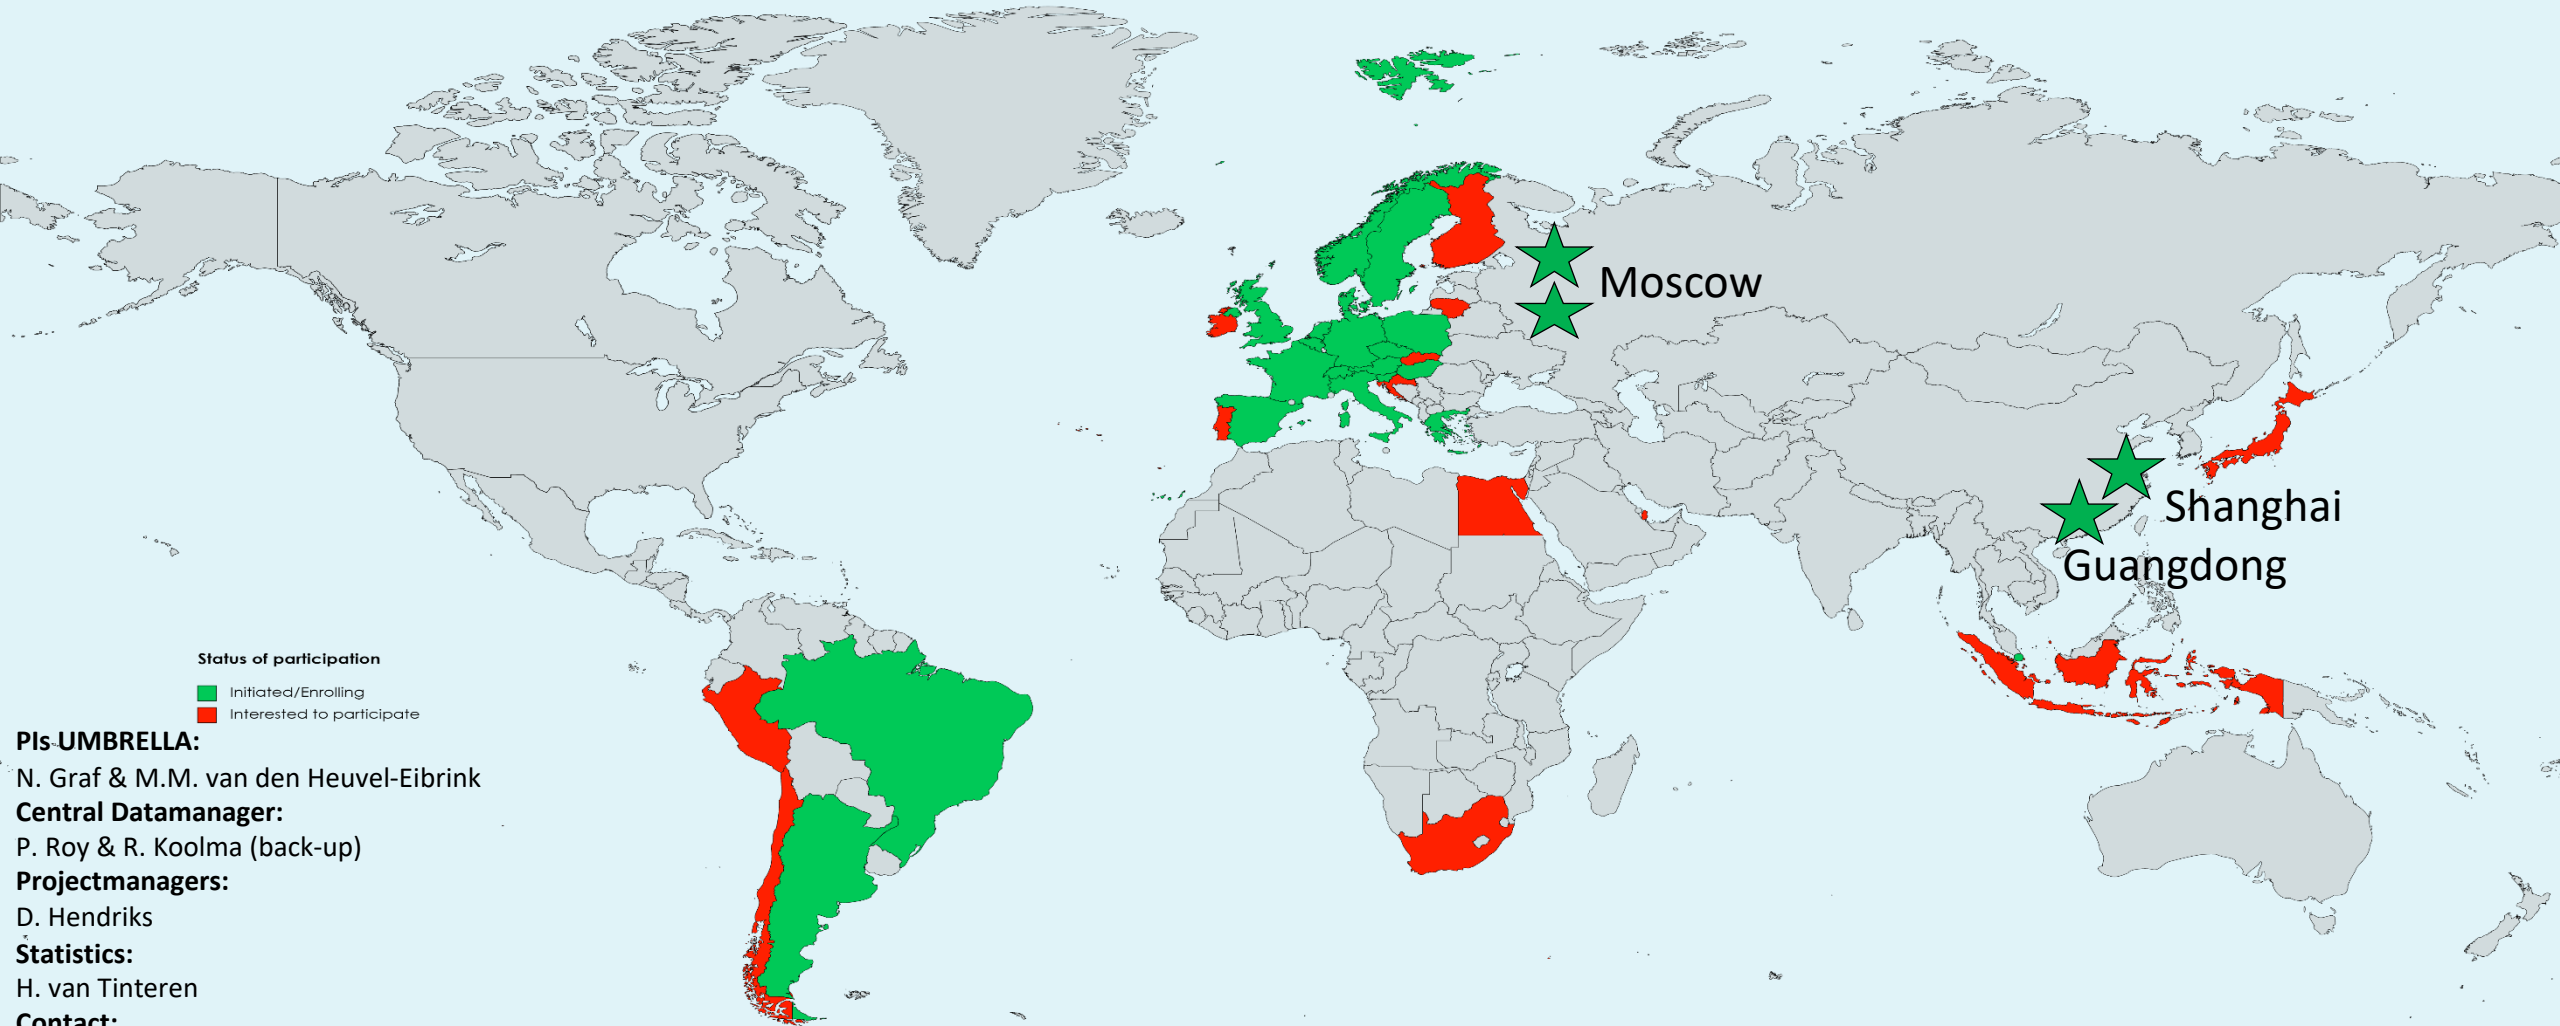 Moscow
Shanghai
Guangdong
Status of participation
Initiated/Enrolling
Interested to participate
PIs UMBRELLA:
N. Graf & M.M. van den Heuvel-Eibrink
Central Datamanager:
P. Roy & R. Koolma (back-up)
Projectmanagers:
D. Hendriks
Statistics:
H. van Tinteren
Contact: